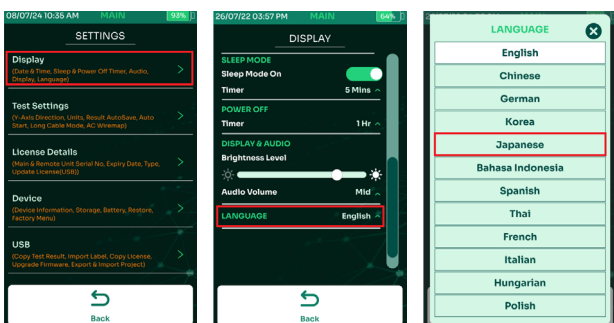 08/07/24 10:35 AM MAIN 93%
SETTINGS
Display
(Date & Time, Sleep & Power Off Timer, Audio,
Display, Language)
Test Settings
(Y-Axis Direction, Units, Result AutoSave, Auto
Start, Long Cable Mode, AC Wiremap)
License Details
(Main & Remote Unit Serial No, Expiry Date, Type,
Update License(USB))
Device
(Device Information, Storage, Battery, Restore,
Factory Menu)
USB
(Copy Test Result, Import Label, Copy License,
Upgrade Firmware, Export & Import Project)
Back
26/07/22 03:57 PM MAIN 64%
DISPLAY
SLEEP MODE
Sleep Mode On
Timer 5 Mins
POWER OFF
Timer 1 Hr
DISPLAY & AUDIO
Brightness Level
Audio Volume Mid
LANGUAGE English
Back
LANGUAGE
English
Chinese
German
Korea
Japanese
Bahasa Indonesia
Spanish
Thai
French
Italian
Hungarian
Polish